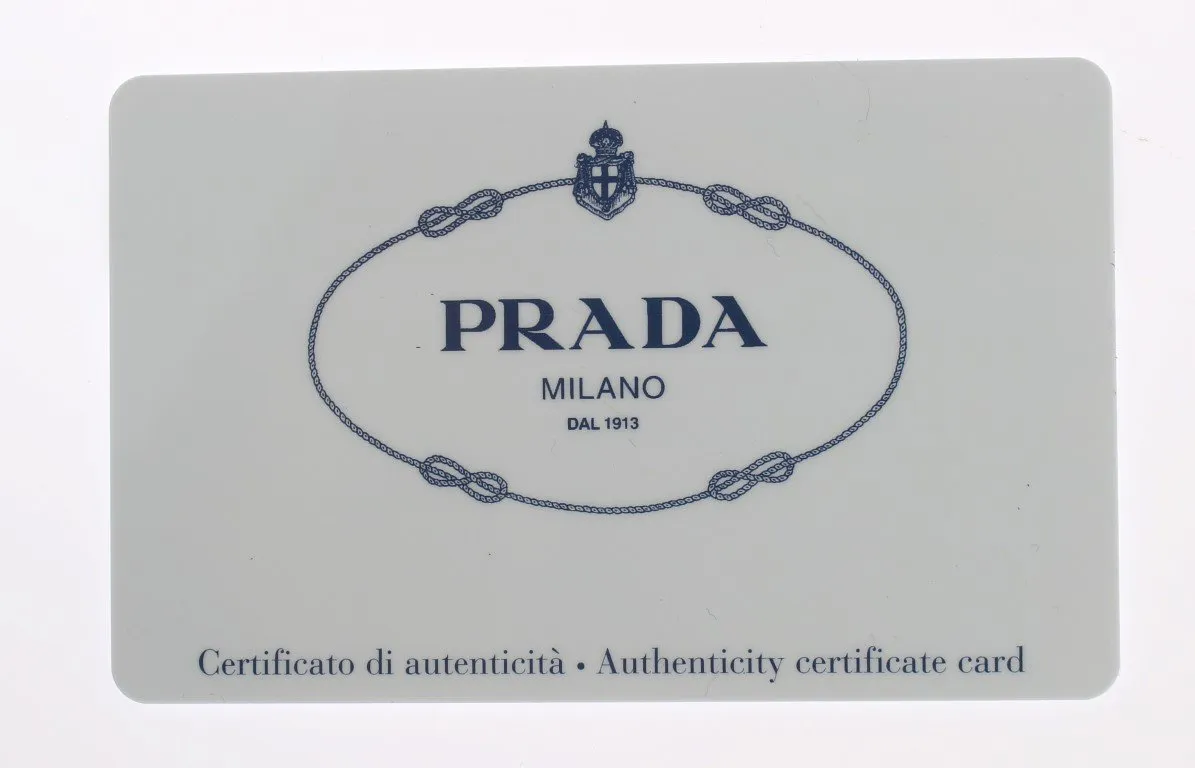 PRADA
MILANO
DAL 1913
Certificato di autenticità • Authenticity certificate card